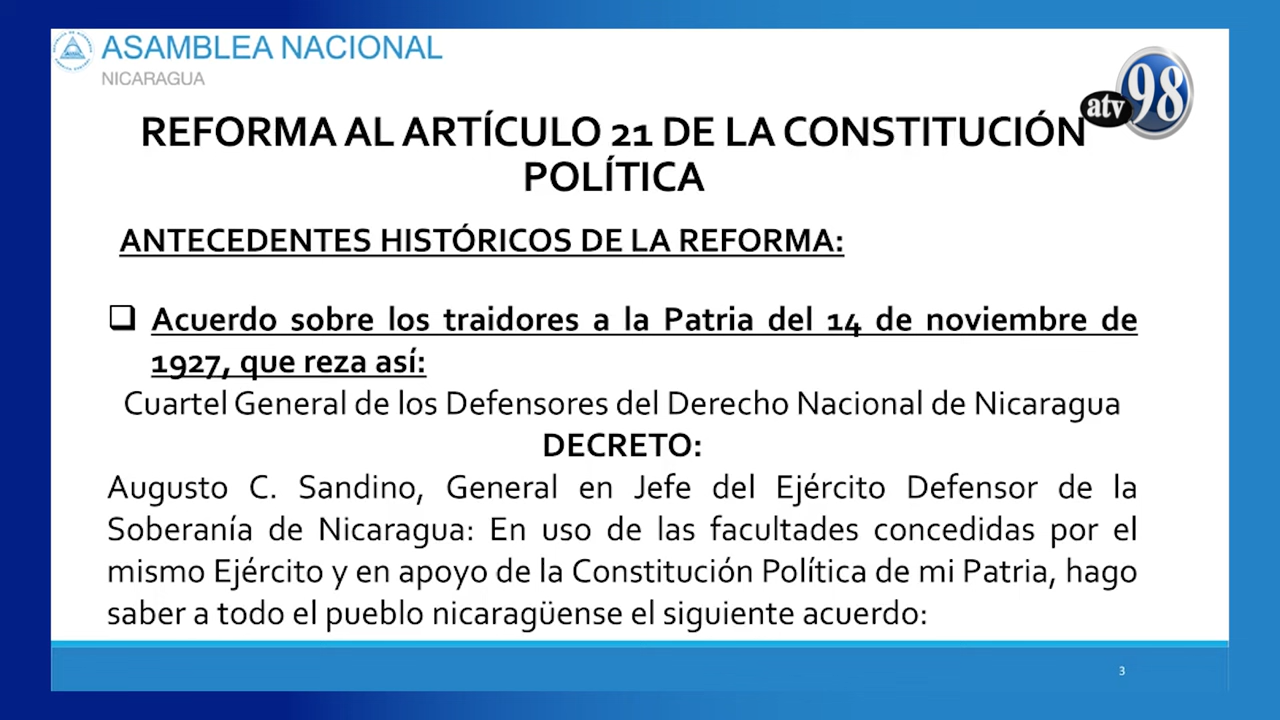 ASAMBLEA NACIONAL
NICARAGUA
atv 98
REFORMA AL ARTÍCULO 21 DE LA CONSTITUCIÓN
POLÍTICA
ANTECEDENTES HISTÓRICOS DE LA REFORMA:
❑ Acuerdo sobre los traidores a la Patria del 14 de noviembre de
1927, que reza así:
Cuartel General de los Defensores del Derecho Nacional de Nicaragua
DECRETO:
Augusto C. Sandino, General en Jefe del Ejército Defensor de la
Soberanía de Nicaragua: En uso de las facultades concedidas por el
mismo Ejército y en apoyo de la Constitución Política de mi Patria, hago
saber a todo el pueblo nicaragüense el siguiente acuerdo:
3